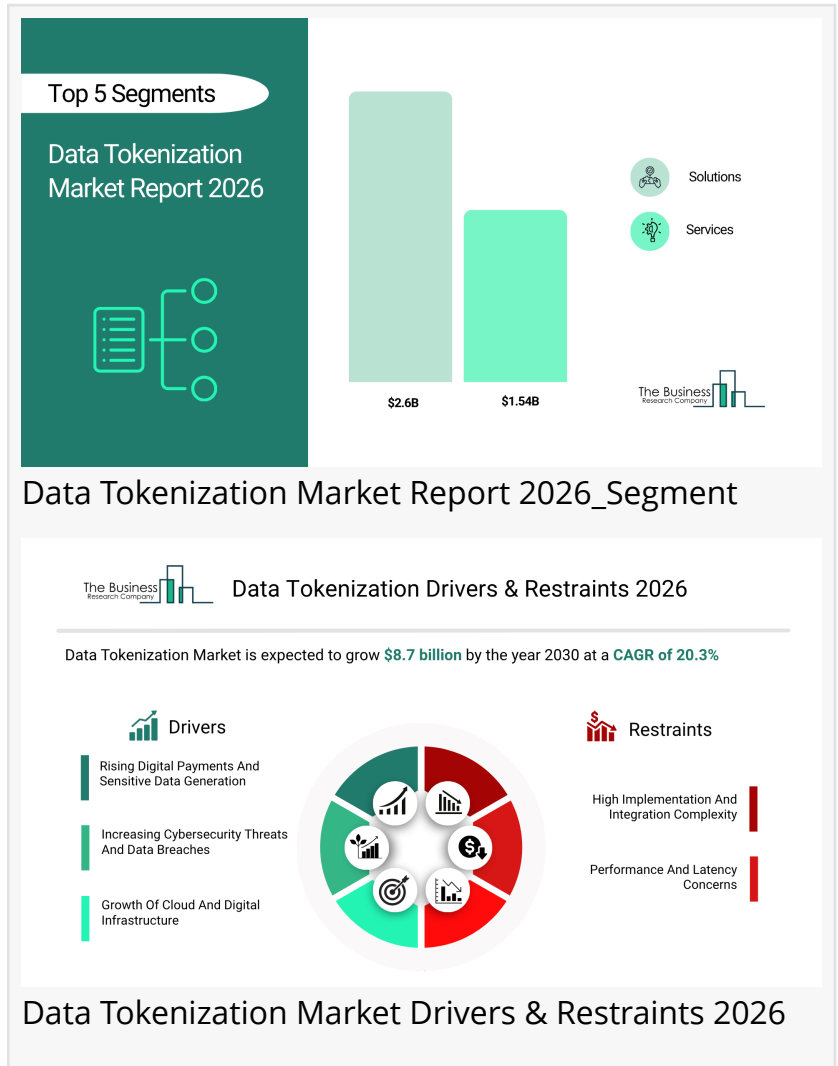 Top 5 Segments
Data Tokenization
Market Report 2026
Solutions
Services
$2.6B
$1.54B
The Business
Research Company
Data Tokenization Market Report 2026_Segment
The Business
Research Company
Data Tokenization Drivers & Restraints 2026
Data Tokenization Market is expected to grow $8.7 billion by the year 2030 at a CAGR of 20.3%
Drivers
Rising Digital Payments And
Sensitive Data Generation
Increasing Cybersecurity Threats
And Data Breaches
Growth Of Cloud And Digital
Infrastructure
$
$
Restraints
High Implementation And
Integration Complexity
Performance And Latency
Concerns
Data Tokenization Market Drivers & Restraints 2026